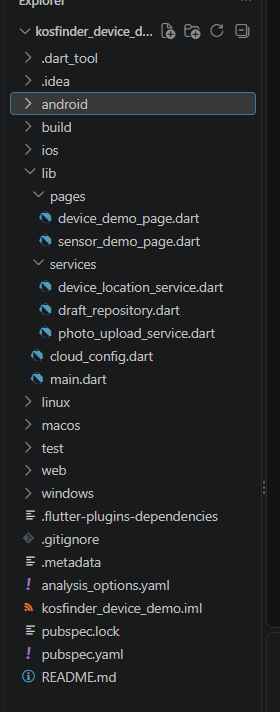 Explorer
kosfinder_device_d...
.dart_tool
.idea
android
build
ios
lib
pages
device_demo_page.dart
sensor_demo_page.dart
services
device_location_service.dart
draft_repository.dart
photo_upload_service.dart
cloud_config.dart
main.dart
linux
macos
test
web
windows
.flutter-plugins-dependencies
.gitignore
.metadata
analysis_options.yaml
kosfinder_device_demo.iml
pubspec.lock
pubspec.yaml
README.md